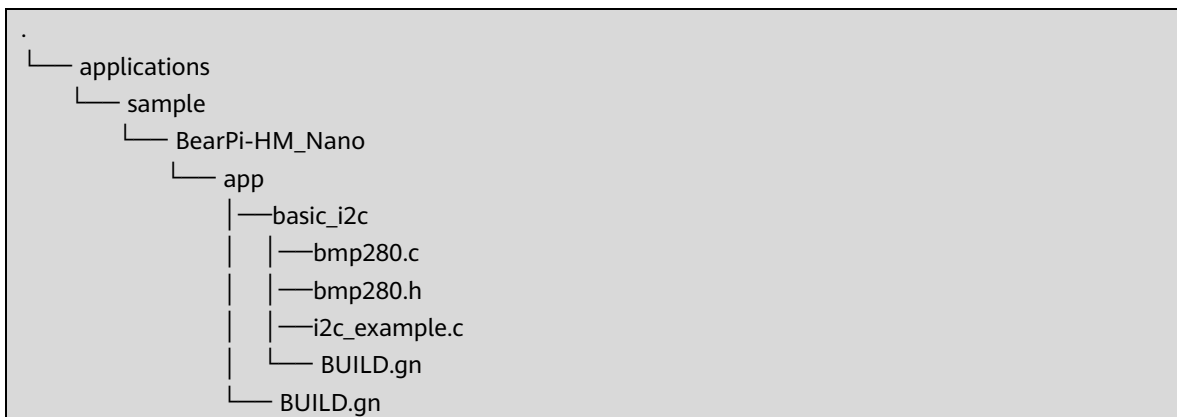 .
└── applications
└── sample
└── BearPi-HM_Nano
└── app
│──basic_i2c
│ │──bmp280.c
│ │──bmp280.h
│ │──i2c_example.c
│ └── BUILD.gn
└── BUILD.gn